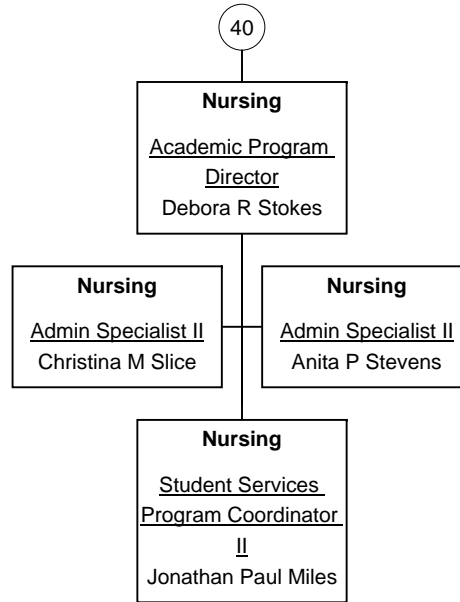 40
Nursing
Academic Program
Director
Debora R Stokes
Nursing
Admin Specialist II
Christina M Slice
Nursing
Admin Specialist II
Anita P Stevens
Nursing
Student Services
Program Coordinator
II
Jonathan Paul Miles